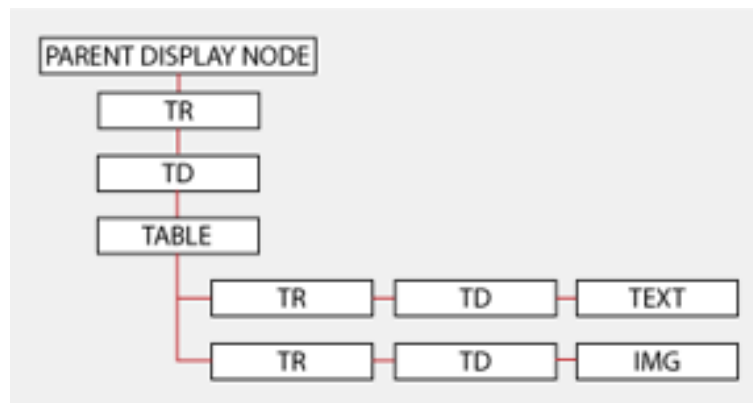 PARENT DISPLAY NODE
TR
TD
TABLE
TR TD TEXT
TR TD IMG